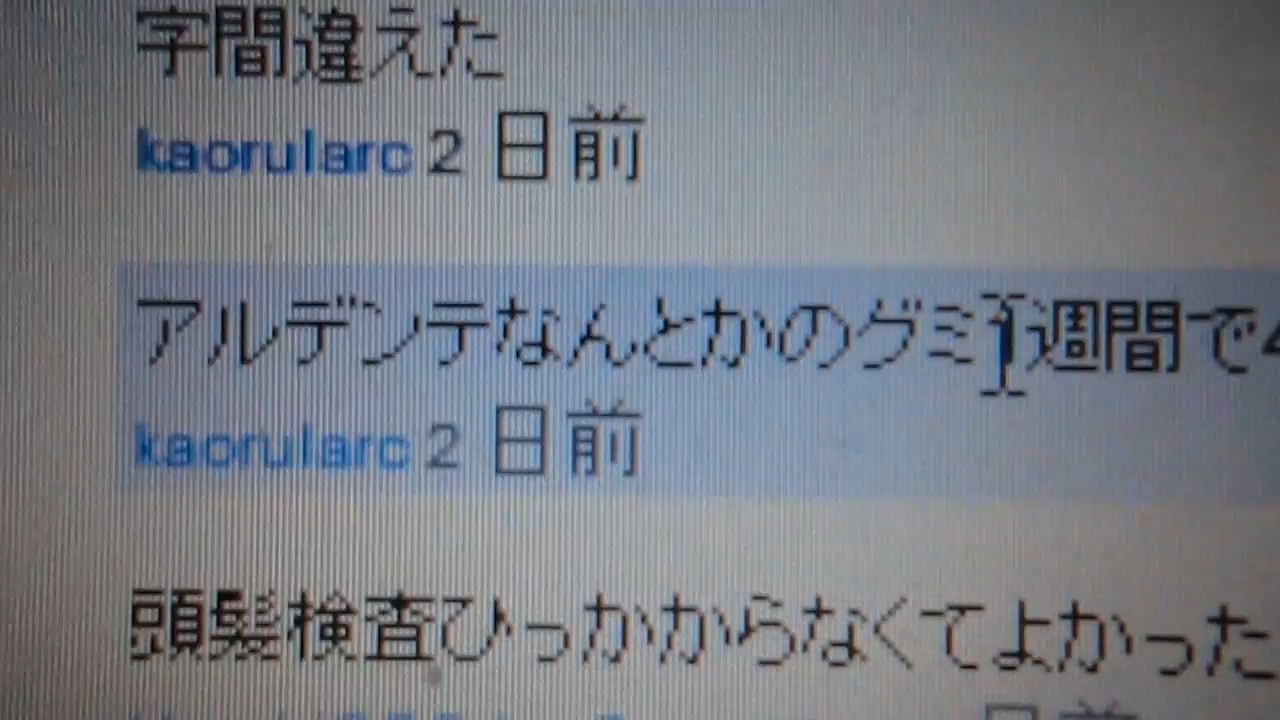 字間違えた
kaorularc 2 日前
アルデンテなんとかのグミ1週間で
kaorularc 2 日前
頭髪検査ひっかからなくてよかった
日前